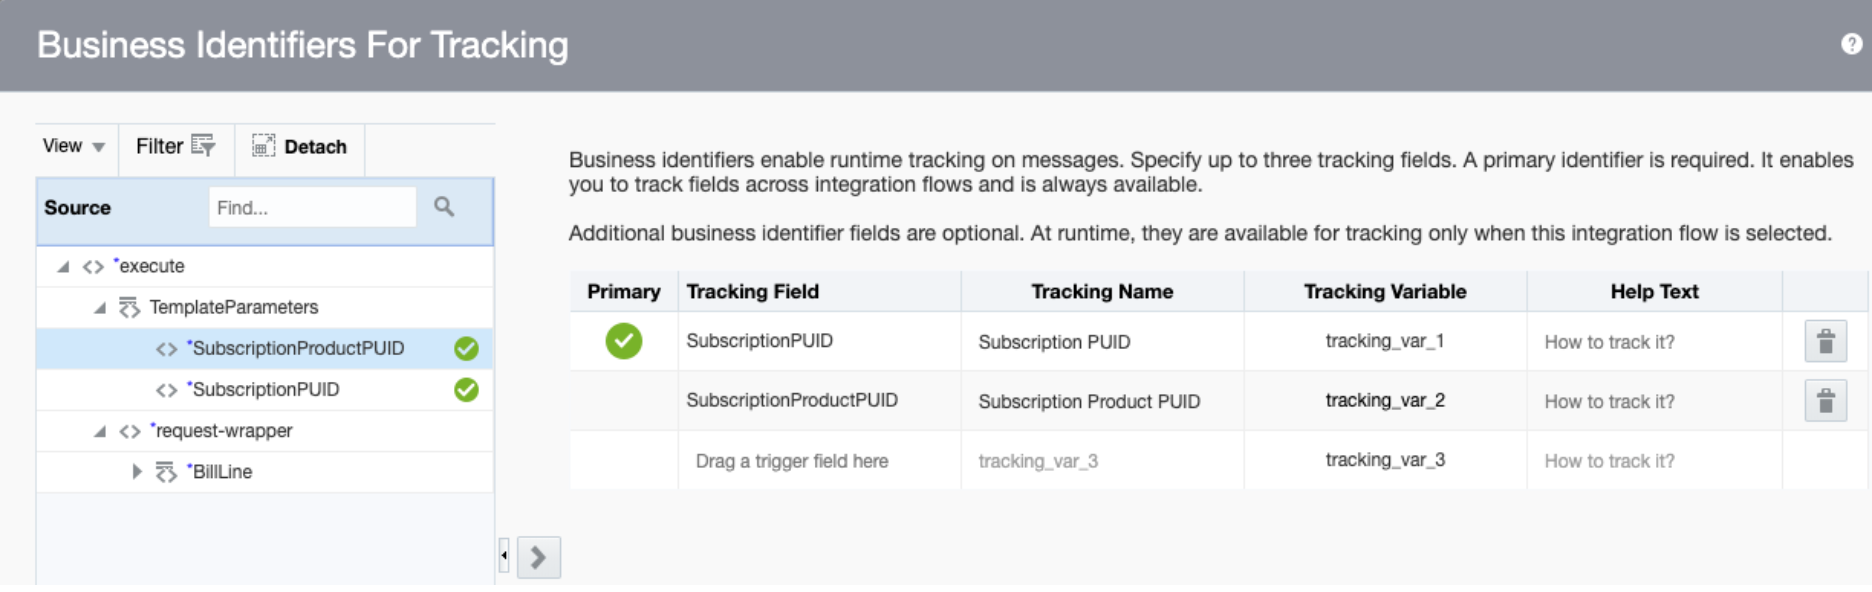 Business Identifiers For Tracking
?
View
Filter
Detach
Source
Find...
*execute
TemplateParameters
*SubscriptionProductPUID
*SubscriptionPUID
*request-wrapper
*BillLine
Business identifiers enable runtime tracking on messages. Specify up to three tracking fields. A primary identifier is required. It enables
you to track fields across integration flows and is always available.
Additional business identifier fields are optional. At runtime, they are available for tracking only when this integration flow is selected.
Primary Tracking Field Tracking Name Tracking Variable Help Text
SubscriptionPUID Subscription PUID tracking_var_1 How to track it?
SubscriptionProductPUID Subscription Product PUID tracking_var_2 How to track it?
Drag a trigger field here tracking_var_3 tracking_var_3 How to track it?